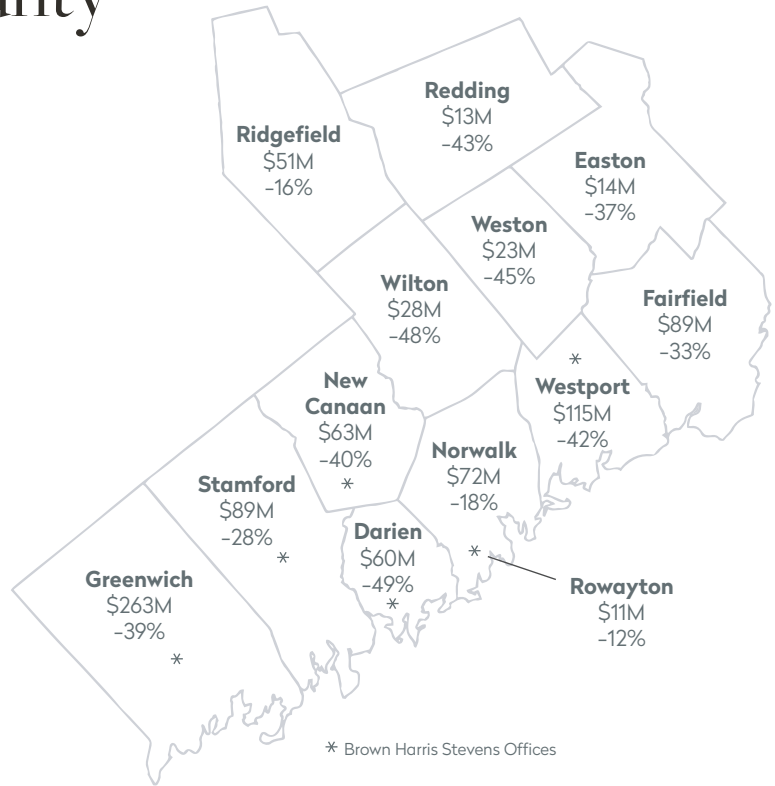 Redding
$13M
-43%
Ridgefield
$51M
-16%
Easton
$14M
-37%
Weston
$23M
-45%
Wilton
$28M
-48%
Fairfield
$89M
-33%
*
Westport
$115M
-42%
New
Canaan
$63M
-40%
*
Norwalk
$72M
-18%
*
Stamford
$89M
-28%
*
Darien
$60M
-49%
*
Greenwich
$263M
-39%
*
Rowayton
$11M
-12%
* Brown Harris Stevens Offices